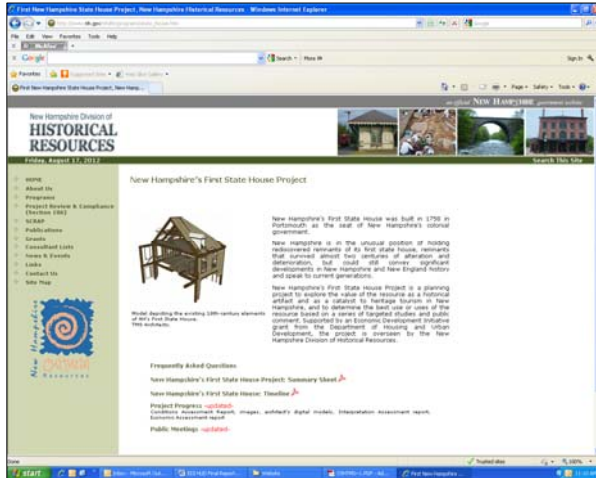 First New Hampshire State House Project, New Hampshire Historical Resources - Windows Internet Explorer
File Edit View Favorites Tools Help
McAfee
Google
Search
More
Sign In
Favorites
Page Safety Tools
an official NEW HAMPSHIRE government website
New Hampshire Division of
HISTORICAL
RESOURCES
Friday, August 17, 2012
Search This Site
HOME
About Us
Programs
Project Review & Compliance
(Section 106)
SCRAP
Publications
Grants
Consultant Lists
News & Events
Links
Contact Us
Site Map
New Hampshire
Cultural
Resources
New Hampshire's First State House Project
Model depicting the existing 18th-century elements
of NH's First State House.
TMS Architects.
New Hampshire's First State House was built in 1758 in
Portsmouth as the seat of New Hampshire's colonial
government.
New Hampshire is in the unusual position of holding
rediscovered remnants of its first state house, remnants
that survived almost two centuries of alteration and
deterioration, but could still convey significant
developments in New Hampshire and New England history
and speak to current generations.
New Hampshire's First State House Project is a planning
project to explore the value of the resource as a historical
artifact and as a catalyst to heritage tourism in New
Hampshire, and to determine the best use or uses of the
resource based on a series of targeted studies and public
comment. Supported by an Economic Development Initiative
grant from the Department of Housing and Urban
Development, the project is overseen by the New
Hampshire Division of Historical Resources.
Frequently Asked Questions
New Hampshire's First State House Project: Summary Sheet
New Hampshire's First State House: Timeline
Project Progress -updated-
Conditions Assessment Report, images, architect's digital models, Interpretation Assessment report,
Economic Assessment report
Public Meetings -updated-
Done
Trusted sites
100%
start
Website
First New Hampshire ...